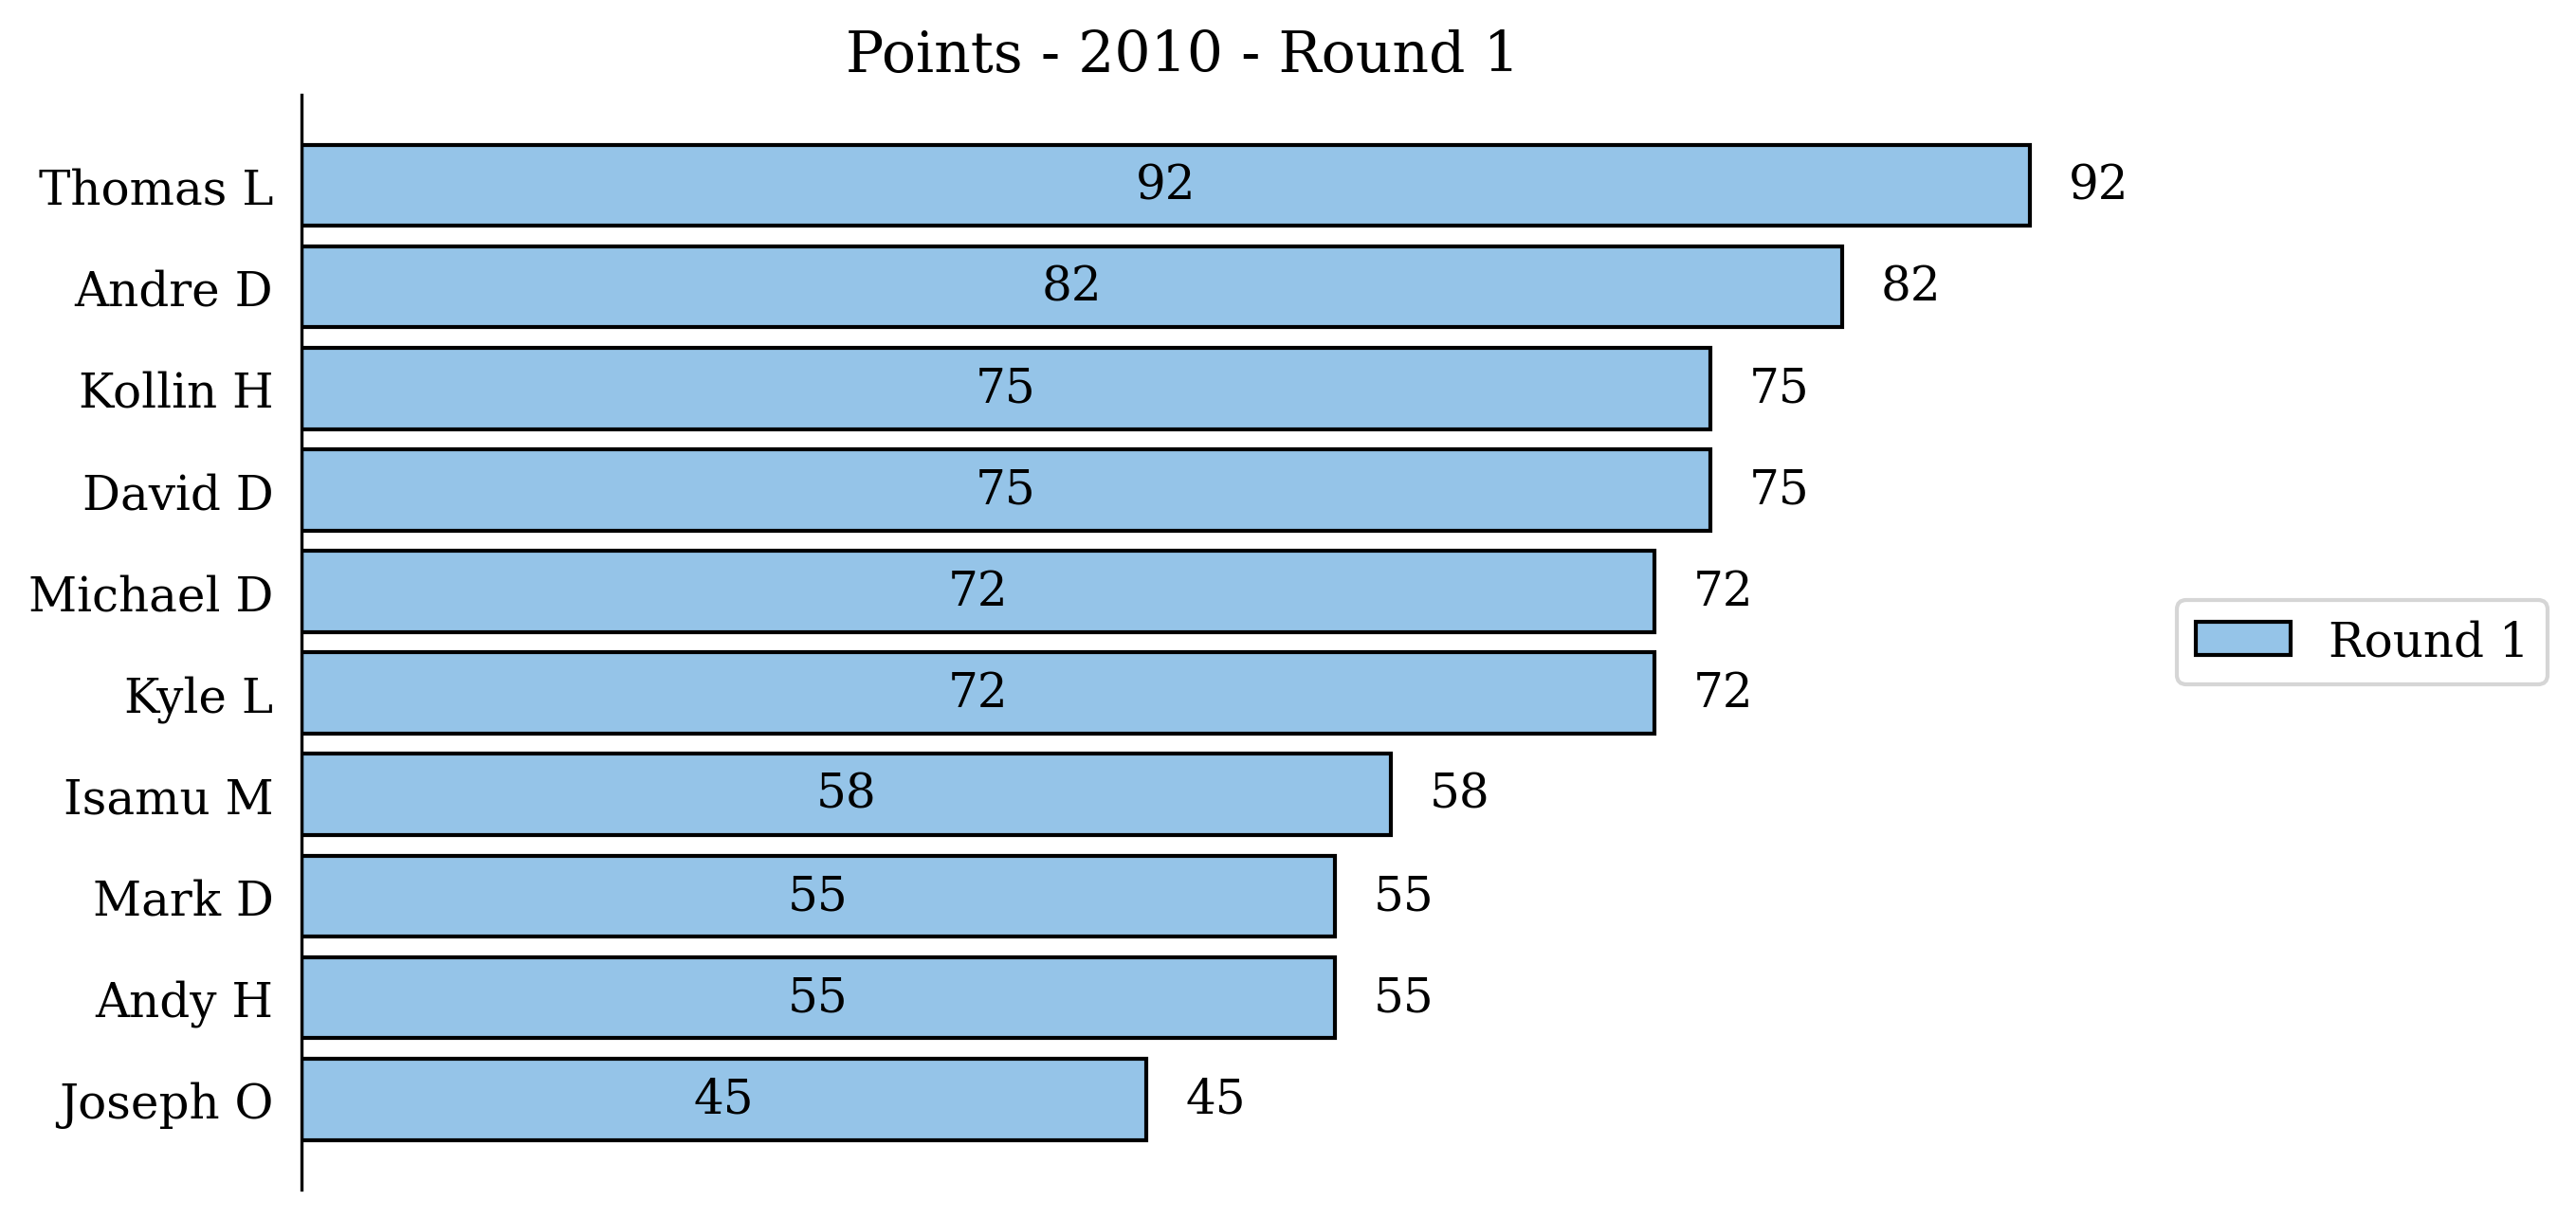 Points - 2010 - Round 1
Thomas L 92 92
Andre D 82 82
Kollin H 75 75
David D 75 75
Michael D 72 72
Kyle L 72 72
Isamu M 58 58
Mark D 55 55
Andy H 55 55
Joseph O 45 45
Round 1